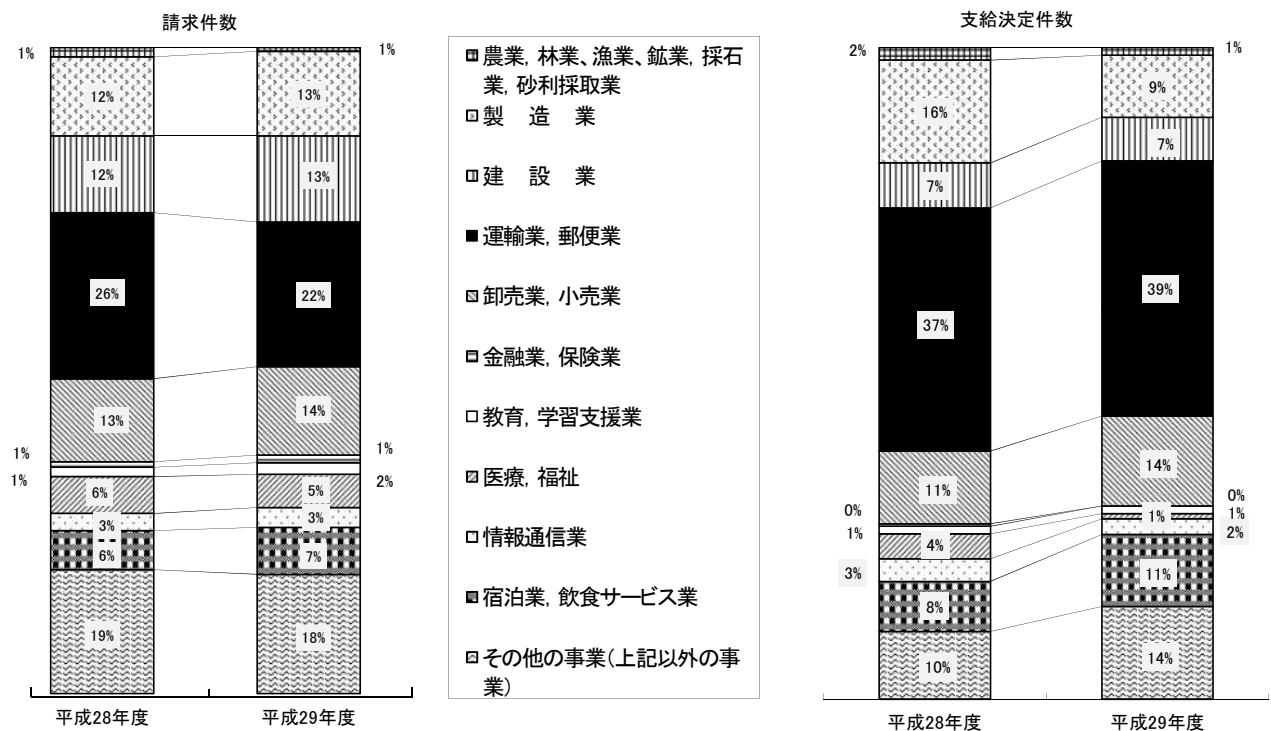 請求件数
1%
12%
12%
26%
13%
1%
1%
6%
3%
6%
19%
平成28年度
1%
13%
13%
22%
14%
1%
2%
5%
3%
7%
18%
平成29年度
農業，林業、漁業、鉱業，採石
業，砂利採取業
製　造　業
建　設　業
運輸業，郵便業
卸売業，小売業
金融業，保険業
教育，学習支援業
医療，福祉
情報通信業
宿泊業，飲食サービス業
その他の事業（上記以外の事
業）
支給決定件数
2%
16%
7%
37%
11%
0%
1%
4%
3%
8%
10%
平成28年度
1%
9%
7%
39%
14%
0%
1%
1%
2%
11%
14%
平成29年度